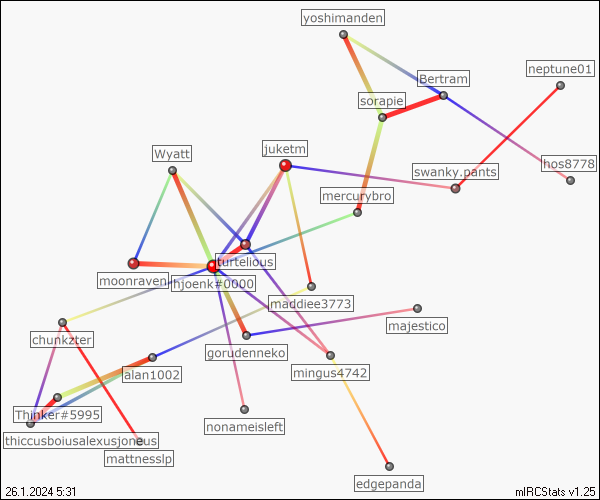 yoshimanden
neptune01
Bertram
sorapie
Wyatt
juketm
hos8778
swanky.pants
mercurybro
turtelious
moonraven
hjoenk#0000
maddiee3773
majestico
chunkzter
gorudenneko
alan1002
mingus4742
Thinker#5995
nonameisleft
thiccusboiusalexusjoneus
mattnesslp
edgepanda
26.1.2024 5:31
mIRCStats v1.25